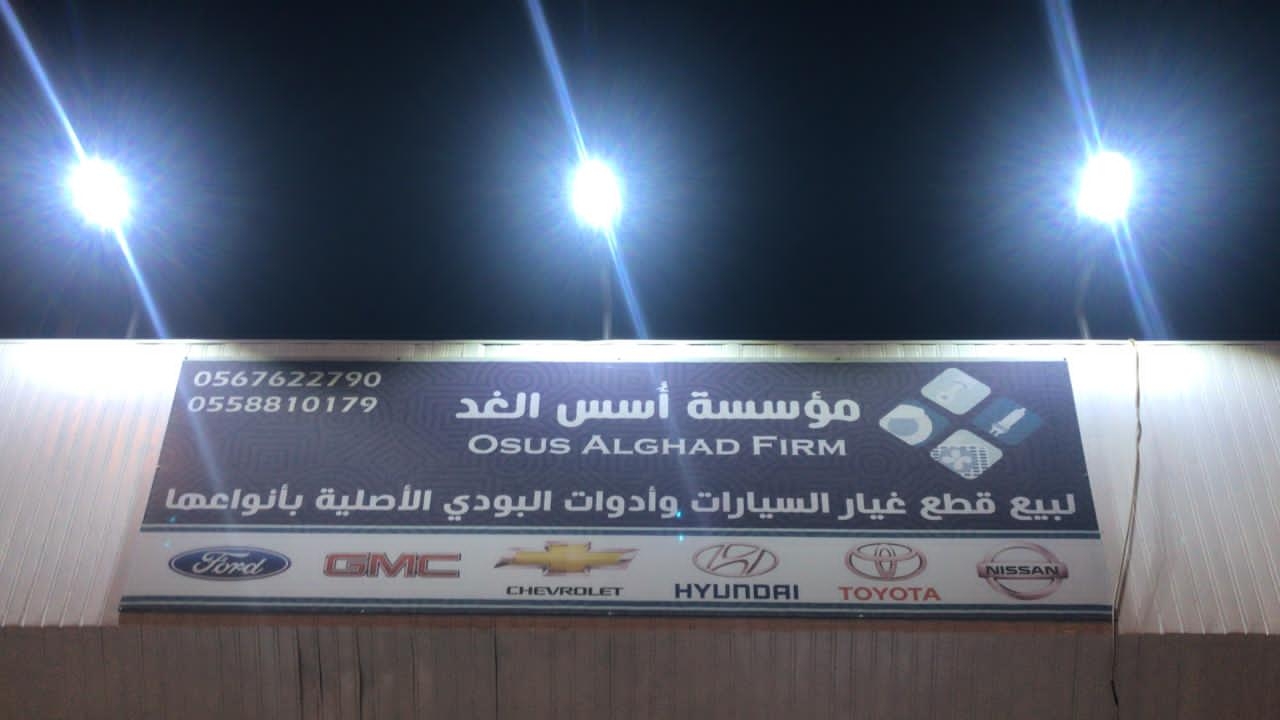 0567622790
0558810179
مؤسسة أسس الغد
OSUS ALGHAD FIRM
لبيع قطع غيار السيارات وأدوات البودي الأصلية بأنواعها
Ford GMC CHEVROLET HYUNDAI TOYOTA NISSAN